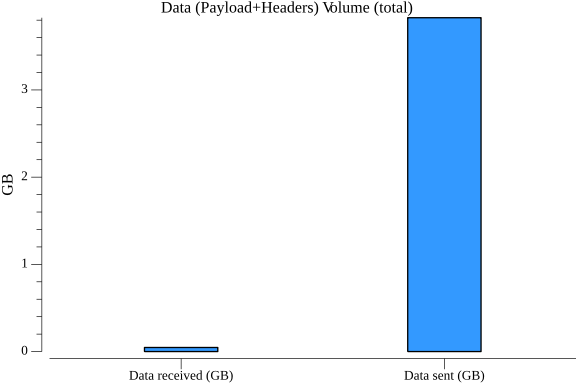 Data (Payload+Headers) Volume (total)
GB
3
2
1
0
Data received (GB)
Data sent (GB)